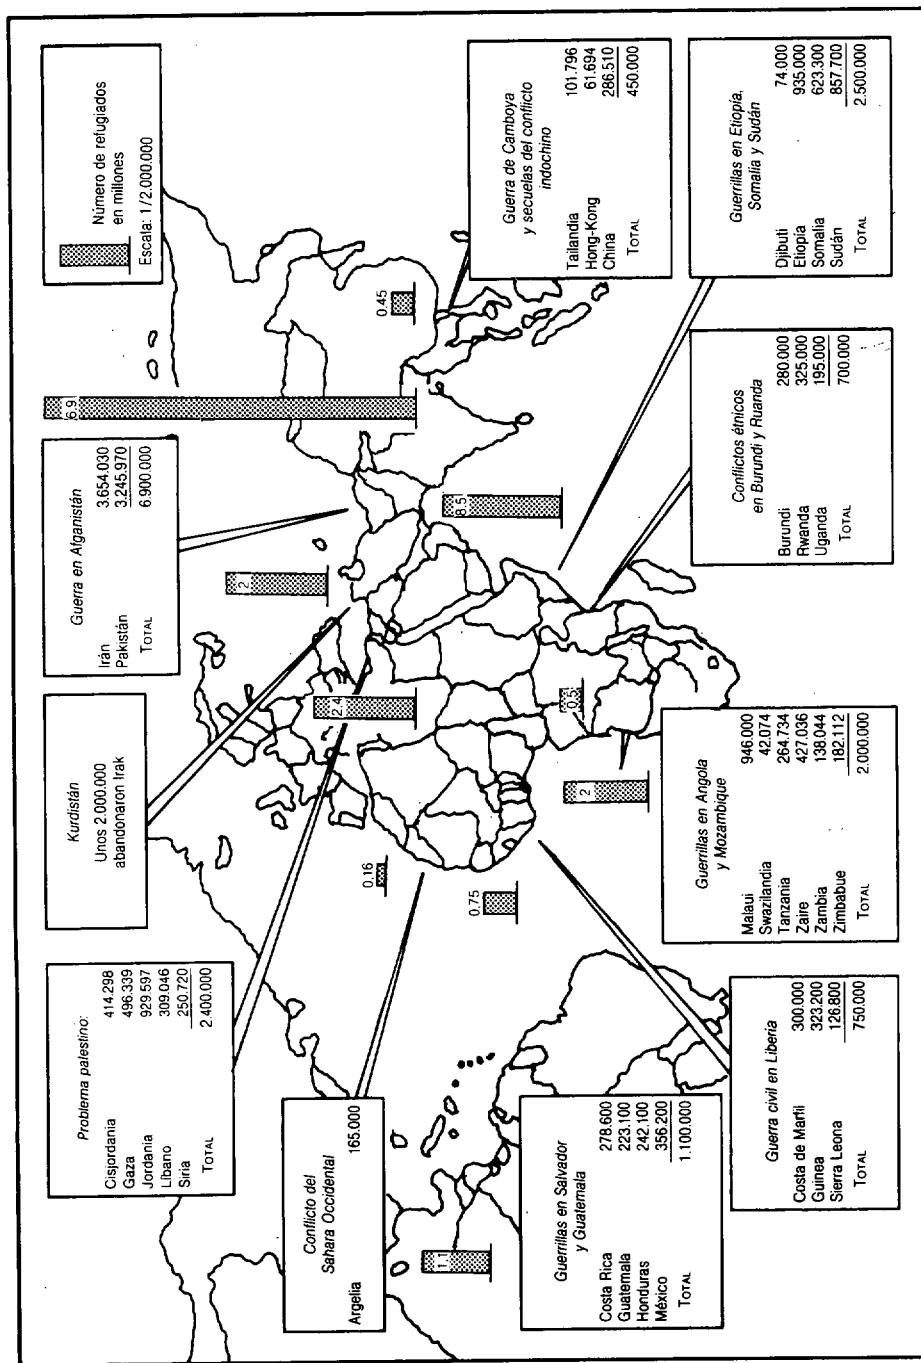 Número de refugiados
en millones
Escala: 1/2.000.000
Guerra en Afganistán
Irán 3.654.030
Pakistán 3.245.970
TOTAL 6.900.000
Kurdistán
Unos 2.000.000
abandonaron Irak
Problema palestino:
Cisjordania 414.298
Gaza 496.339
Jordania 929.597
Líbano 309.046
Siria 250.720
TOTAL 2.400.000
Conflicto del
Sahara Occidental
Argelia 165.000
6.9
0.45
2
2.4
0.16
8.5
0.75
0.5
2
1.1
Guerra de Camboya
y secuelas del conflicto
indochino
Tailandia 101.796
Hong-Kong 61.694
China 286.510
TOTAL 450.000
Guerrillas en Etiopía,
Somalia y Sudán
Djibuti 74.000
Etiopía 935.000
Somalia 623.300
Sudán 857.700
TOTAL 2.500.000
Conflictos étnicos
en Burundi y Ruanda
Burundi 280.000
Rwanda 325.000
Uganda 195.000
TOTAL 700.000
Guerrillas en Angola
y Mozambique
Malaui 946.000
Swazilandia 42.074
Tanzania 264.734
Zaire 427.036
Zambia 138.044
Zimbabue 182.112
TOTAL 2.000.000
Guerra civil en Liberia
Costa de Marfil 300.000
Guinea 323.200
Sierra Leona 126.800
TOTAL 750.000
Guerrillas en Salvador
y Guatemala
Costa Rica 278.600
Guatemala 223.100
Honduras 242.100
México 356.200
TOTAL 1.100.000